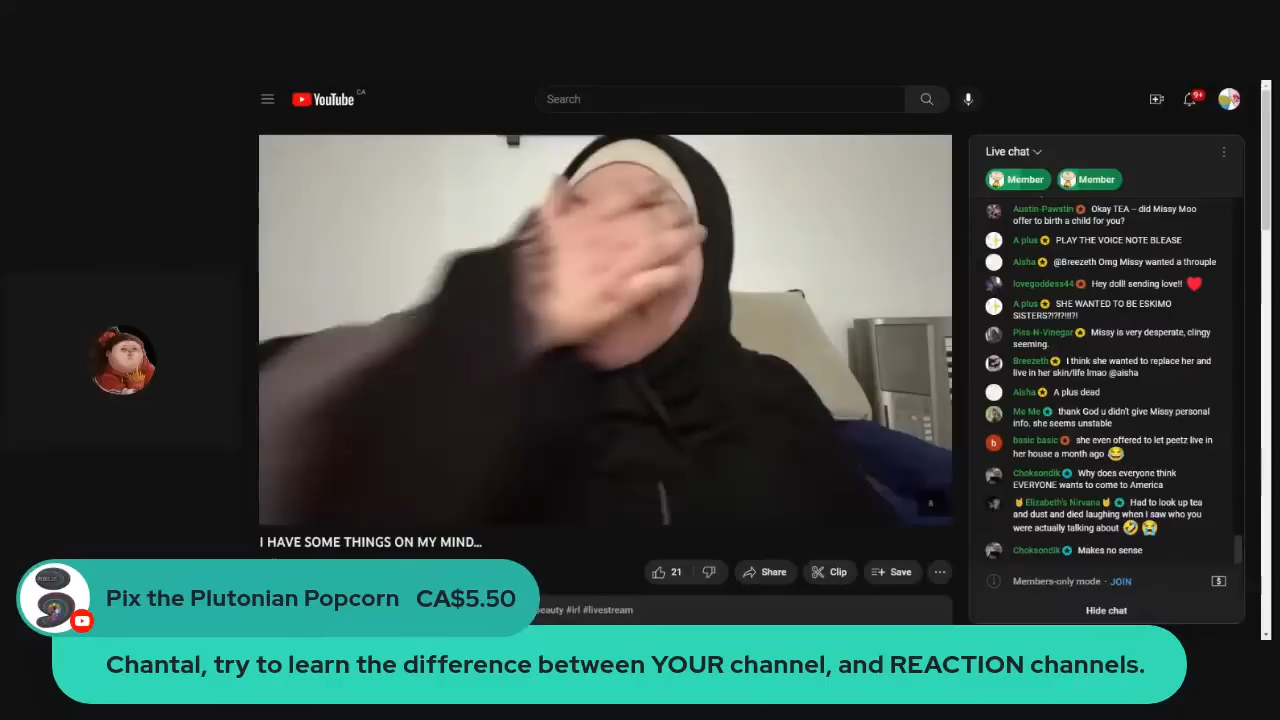 YouTube CA
Search
9+
Live chat
Member
Member
Austin-Pawstin Okay TEA -- did Missy Moo
offer to birth a child for you?
A plus PLAY THE VOICE NOTE BLEASE
Aisha @Breezeth Omg Missy wanted a throuple
lovegoddess44 Hey doll! sending love!! ❤️
A plus SHE WANTED TO BE ESKIMO
SISTERS?!?!?!!!?!
Piss-N-Vinegar Missy is very desperate, clingy
seeming.
Breezeth I think she wanted to replace her and
live in her skin/life lmao @aisha
Aisha A plus dead
Me Me thank God u didn't give Missy personal
info. she seems unstable
b
basic basic she even offered to let peetz live in
her house a month ago 😂
Choksondik Why does everyone think
EVERYONE wants to come to America
🤘Elizabeth's Nirvana🤘 Had to look up tea
and dust and died laughing when I saw who you
were actually talking about 🤣😭
Choksondik Makes no sense
Members-only mode - JOIN
Hide chat
I HAVE SOME THINGS ON MY MIND...
21
Share
Clip
Save
eauty #irl #livestream
Pix the Plutonian Popcorn CA$5.50
Chantal, try to learn the difference between YOUR channel, and REACTION channels.